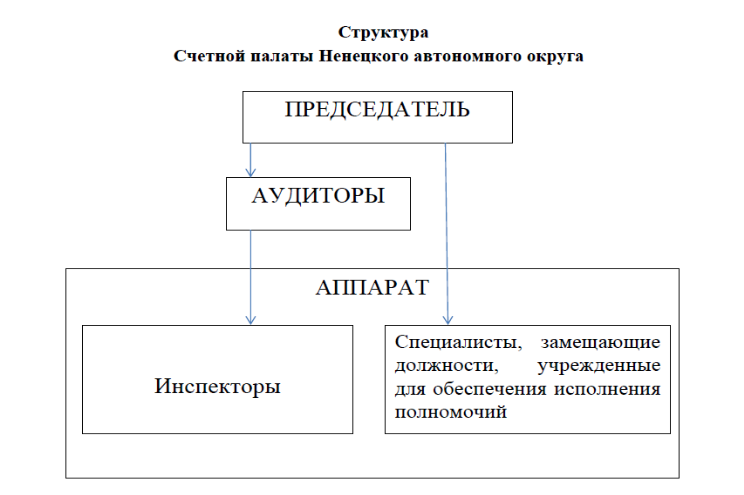 Структура
Счетной палаты Ненецкого автономного округа
ПРЕДСЕДАТЕЛЬ
АУДИТОРЫ
АППАРАТ
Инспекторы
Специалисты, замещающие
должности, учрежденные
для обеспечения исполнения
полномочий